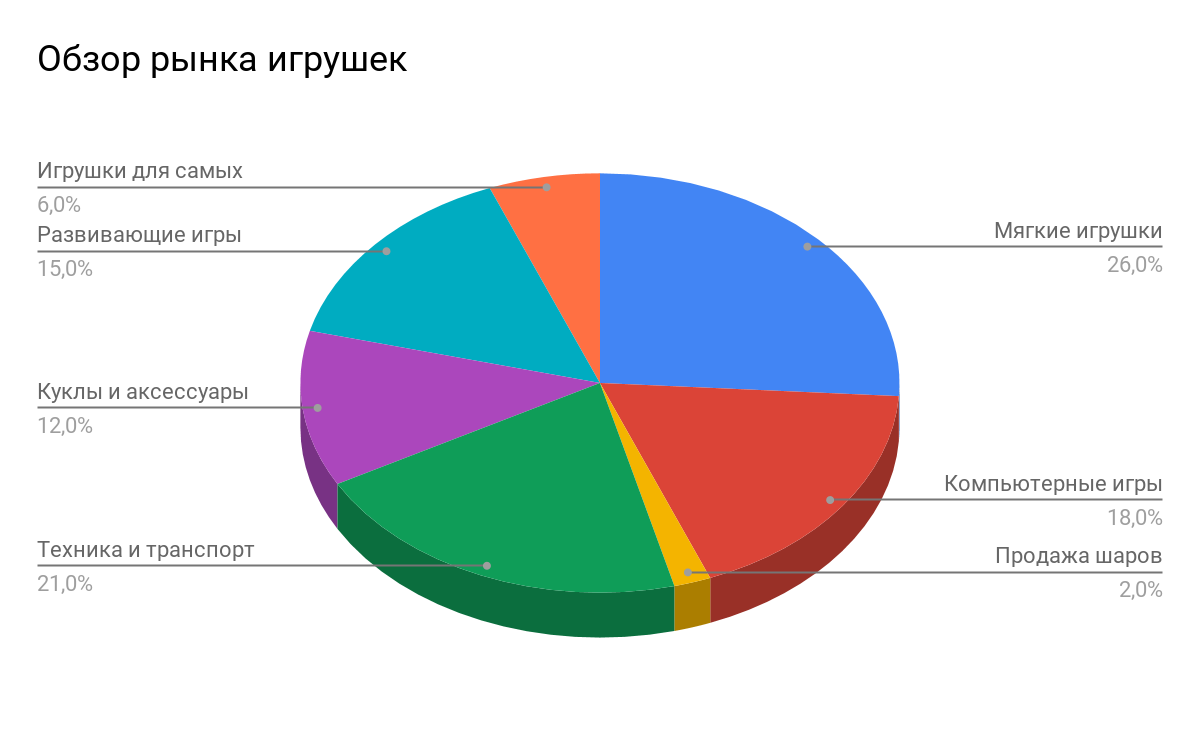 Обзор рынка игрушек
Игрушки для самых
6,0%
Развивающие игры
15,0%
Куклы и аксессуары
12,0%
Техника и транспорт
21,0%
Мягкие игрушки
26,0%
Компьютерные игры
18,0%
Продажа шаров
2,0%